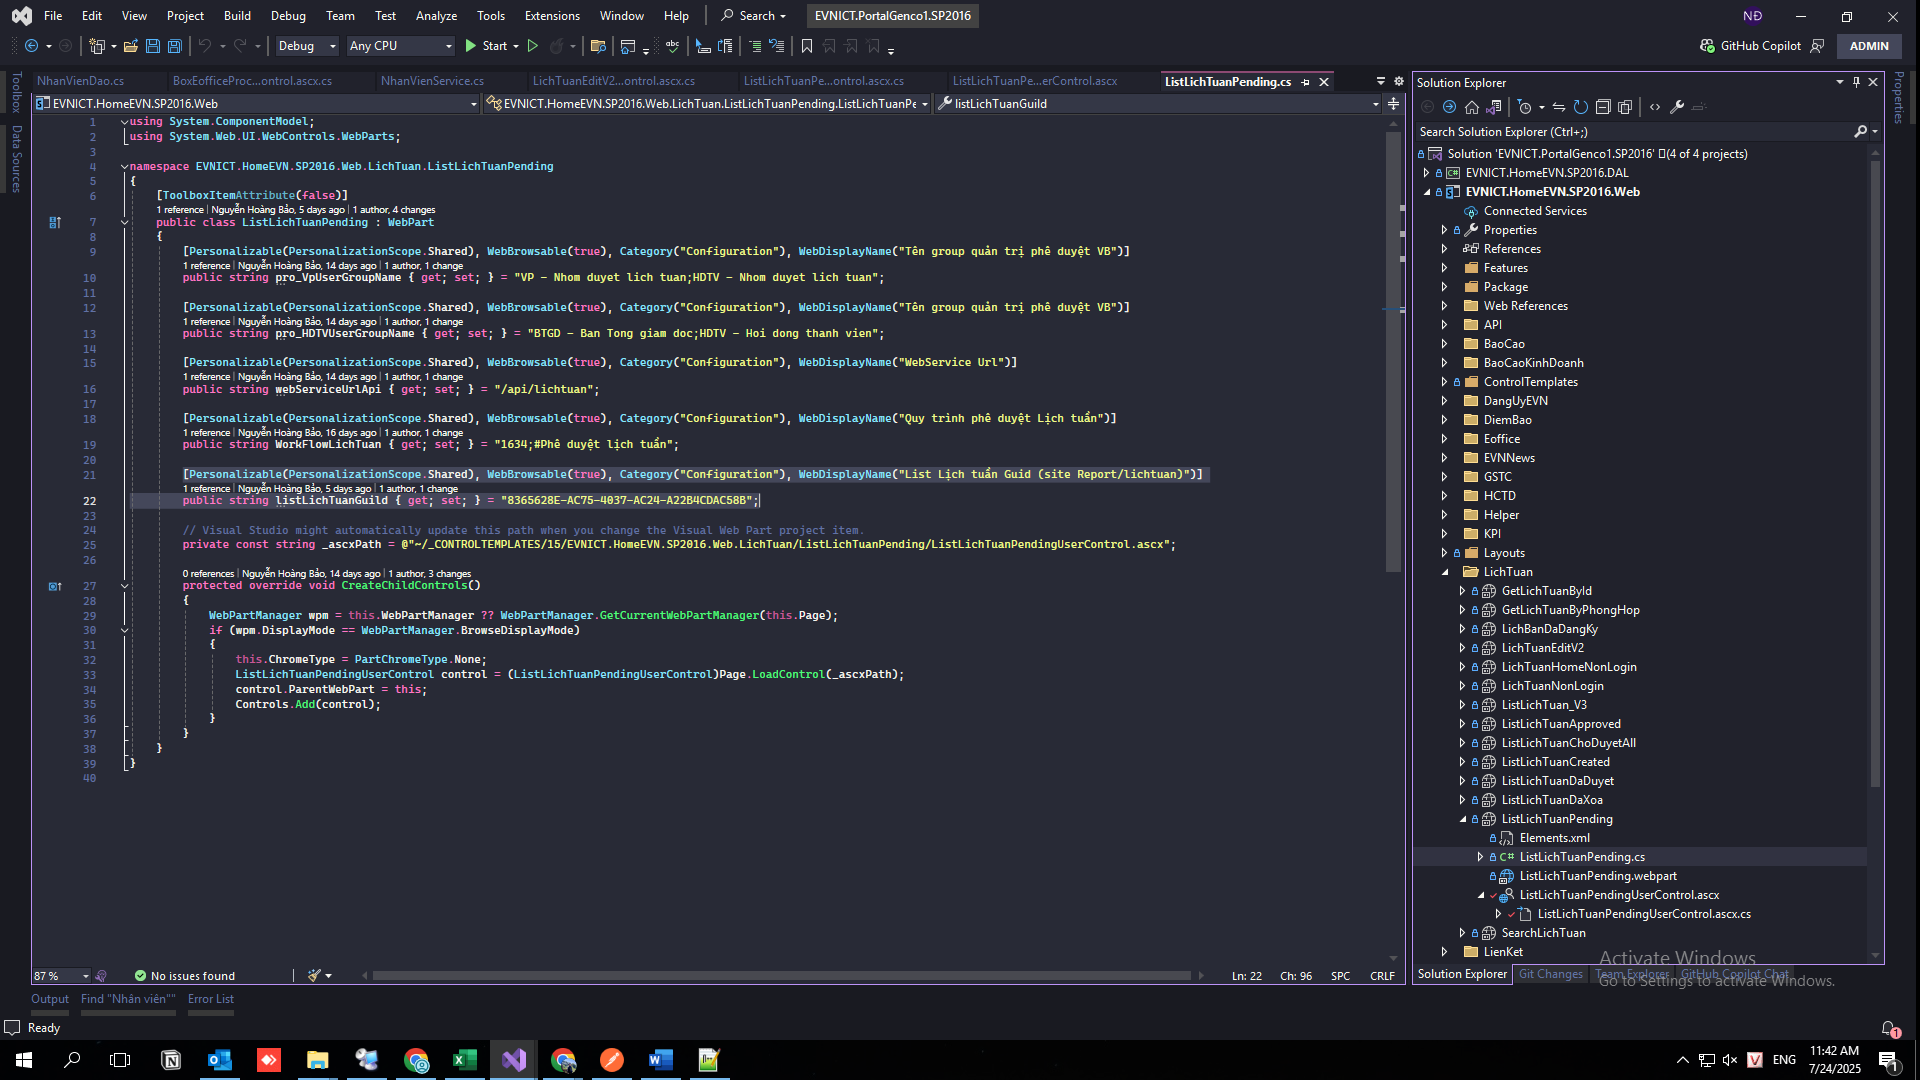 File Edit View Project Build Debug Team Test Analyze Tools Extensions Window Help Search EVNICT.PortalGenco1.SP2016 NĐ
Debug Any CPU Start GitHub Copilot ADMIN
NhanVienDao.cs BoxEofficeProc...ontrol.ascx.cs NhanVienService.cs LichTuanEditV2...ontrol.ascx.cs ListLichTuanPe...ontrol.ascx.cs ListLichTuanPe...erControl.ascx ListLichTuanPending.cs
EVNICT.HomeEVN.SP2016.Web EVNICT.HomeEVN.SP2016.Web.LichTuan.ListLichTuanPending.ListLichTuanPe listLichTuanGuild
Toolbox
Data Sources
1 using System.ComponentModel;
2 using System.Web.UI.WebControls.WebParts;
3
4 namespace EVNICT.HomeEVN.SP2016.Web.LichTuan.ListLichTuanPending
5 {
6 [ToolboxItemAttribute(false)]
1 reference | Nguyễn Hoàng Bảo, 5 days ago | 1 author, 4 changes
7 public class ListLichTuanPending : WebPart
8 {
9 [Personalizable(PersonalizationScope.Shared), WebBrowsable(true), Category("Configuration"), WebDisplayName("Tên group quản trị phê duyệt VB")]
1 reference | Nguyễn Hoàng Bảo, 14 days ago | 1 author, 1 change
10 public string pro_VpUserGroupName { get; set; } = "VP - Nhom duyet lich tuan;HDTV - Nhom duyet lich tuan";
11
12 [Personalizable(PersonalizationScope.Shared), WebBrowsable(true), Category("Configuration"), WebDisplayName("Tên group quản trị phê duyệt VB")]
1 reference | Nguyễn Hoàng Bảo, 14 days ago | 1 author, 1 change
13 public string pro_HDTVUserGroupName { get; set; } = "BTGD - Ban Tong giam doc;HDTV - Hoi dong thanh vien";
14
15 [Personalizable(PersonalizationScope.Shared), WebBrowsable(true), Category("Configuration"), WebDisplayName("WebService Url")]
1 reference | Nguyễn Hoàng Bảo, 14 days ago | 1 author, 1 change
16 public string webServiceUrlApi { get; set; } = "/api/lichtuan";
17
18 [Personalizable(PersonalizationScope.Shared), WebBrowsable(true), Category("Configuration"), WebDisplayName("Quy trinh phê duyệt Lịch tuần")]
1 reference | Nguyễn Hoàng Bảo, 16 days ago | 1 author, 1 change
19 public string WorkFlowLichTuan { get; set; } = "1634;#Phê duyệt lịch tuần";
20
21 [Personalizable(PersonalizationScope.Shared), WebBrowsable(true), Category("Configuration"), WebDisplayName("List Lịch tuần Guid (site Report/lichtuan)")]
1 reference | Nguyễn Hoàng Bảo, 5 days ago | 1 author, 1 change
22 public string listLichTuanGuild { get; set; } = "8365628E-AC75-4037-AC24-A22B4CDAC58B";
23
24 // Visual Studio might automatically update this path when you change the Visual Web Part project item.
25 private const string _ascxPath = @"~/_CONTROLTEMPLATES/15/EVNICT.HomeEVN.SP2016.Web.LichTuan/ListLichTuanPending/ListLichTuanPendingUserControl.ascx";
26
0 references | Nguyễn Hoàng Bảo, 14 days ago | 1 author, 3 changes
27 protected override void CreateChildControls()
28 {
29 WebPartManager wpm = this.WebPartManager ?? WebPartManager.GetCurrentWebPartManager(this.Page);
30 if (wpm.DisplayMode == WebPartManager.BrowseDisplayMode)
31 {
32 this.ChromeType = PartChromeType.None;
33 ListLichTuanPendingUserControl control = (ListLichTuanPendingUserControl)Page.LoadControl(_ascxPath);
34 control.ParentWebPart = this;
35 Controls.Add(control);
36 }
37 }
38 }
39 }
40
87 % No issues found Ln: 22 Ch: 96 SPC CRLF
Output Find "Nhân viên"" Error List
Ready
Solution Explorer
Search Solution Explorer (Ctrl+;)
Solution 'EVNICT.PortalGenco1.SP2016' (4 of 4 projects)
EVNICT.HomeEVN.SP2016.DAL
EVNICT.HomeEVN.SP2016.Web
Connected Services
Properties
References
Features
Package
Web References
API
BaoCao
BaoCaoKinhDoanh
ControlTemplates
DangUyEVN
DiemBao
Eoffice
EVNNews
GSTC
HCTD
Helper
KPI
Layouts
LichTuan
GetLichTuanById
GetLichTuanByPhongHop
LichBanDaDangKy
LichTuanEditV2
LichTuanHomeNonLogin
LichTuanNonLogin
ListLichTuan_V3
ListLichTuanApproved
ListLichTuanChoDuyetAll
ListLichTuanCreated
ListLichTuanDaDuyet
ListLichTuanDaXoa
ListLichTuanPending
Elements.xml
C# ListLichTuanPending.cs
ListLichTuanPending.webpart
ListLichTuanPendingUserControl.ascx
ListLichTuanPendingUserControl.ascx.cs
SearchLichTuan
LienKet
Solution Explorer Git Changes Team Explorer GitHub Copilot Chat
Properties
Activate Windows
Go to Settings to activate Windows.
ENG 11:42 AM
7/24/2025